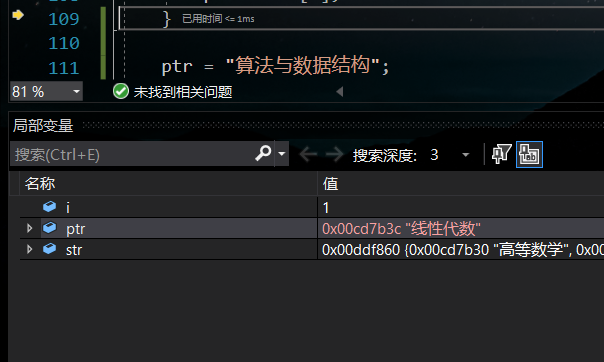 109 } 已用时间 <= 1ms
110
111 ptr = "算法与数据结构";
81 % 未找到相关问题
局部变量
搜索(Ctrl+E) 搜索深度: 3
名称 值
i 1
ptr 0x00cd7b3c "线性代数"
str 0x00ddf860 {0x00cd7b30 "高等数学", 0x00